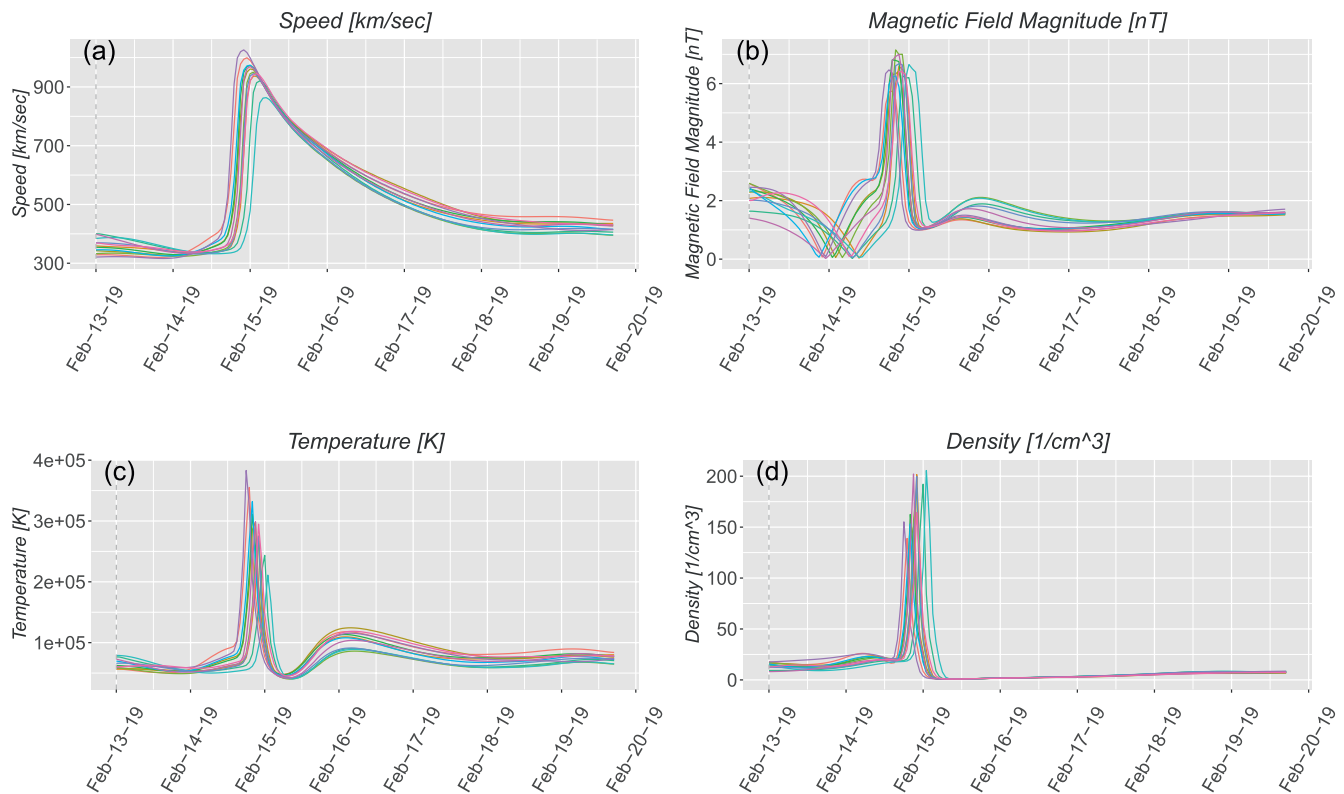 Speed [km/sec]
(a)
Speed [km/sec]
900
700
500
300
Feb−13−19
Feb−14−19
Feb−15−19
Feb−16−19
Feb−17−19
Feb−18−19
Feb−19−19
Feb−20−19
Magnetic Field Magnitude [nT]
(b)
Magnetic Field Magnitude [nT]
6
4
2
0
Feb−13−19
Feb−14−19
Feb−15−19
Feb−16−19
Feb−17−19
Feb−18−19
Feb−19−19
Feb−20−19
Temperature [K]
(c)
Temperature [K]
4e+05
3e+05
2e+05
1e+05
Feb−13−19
Feb−14−19
Feb−15−19
Feb−16−19
Feb−17−19
Feb−18−19
Feb−19−19
Feb−20−19
Density [1/cm^3]
(d)
Density [1/cm^3]
200
150
100
50
0
Feb−13−19
Feb−14−19
Feb−15−19
Feb−16−19
Feb−17−19
Feb−18−19
Feb−19−19
Feb−20−19